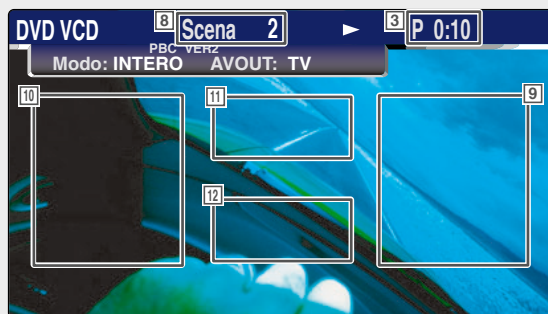 DVD VCD 8 Scena 2 ► 3 P 0:10
PBC VER2
Modo: INTERO AVOUT: TV
10 11 9
12